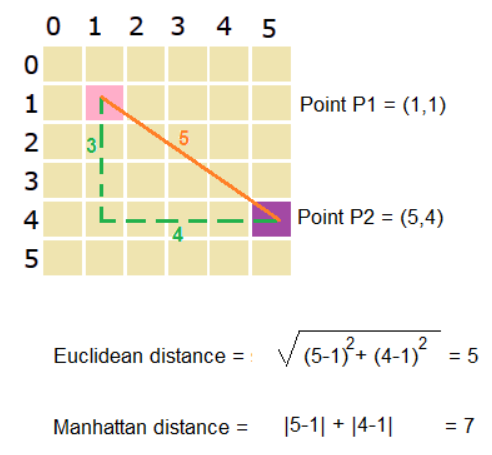 0 1 2 3 4 5
0
1 Point P1 = (1,1)
2 3 5
3
4 Point P2 = (5,4)
4
5
Euclidean distance = √(5-1)²+ (4-1)² = 5
Manhattan distance = |5-1| + |4-1| = 7